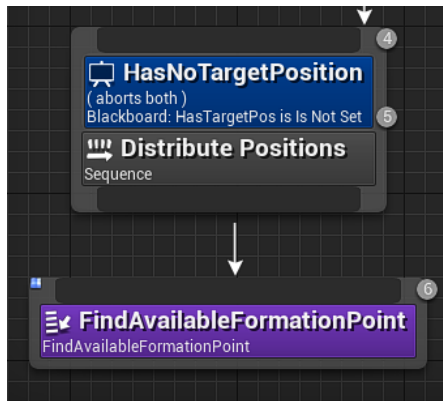 4
HasNoTargetPosition
( aborts both )
Blackboard: HasTargetPos is Is Not Set
5
Distribute Positions
Sequence
6
FindAvailableFormationPoint
FindAvailableFormationPoint